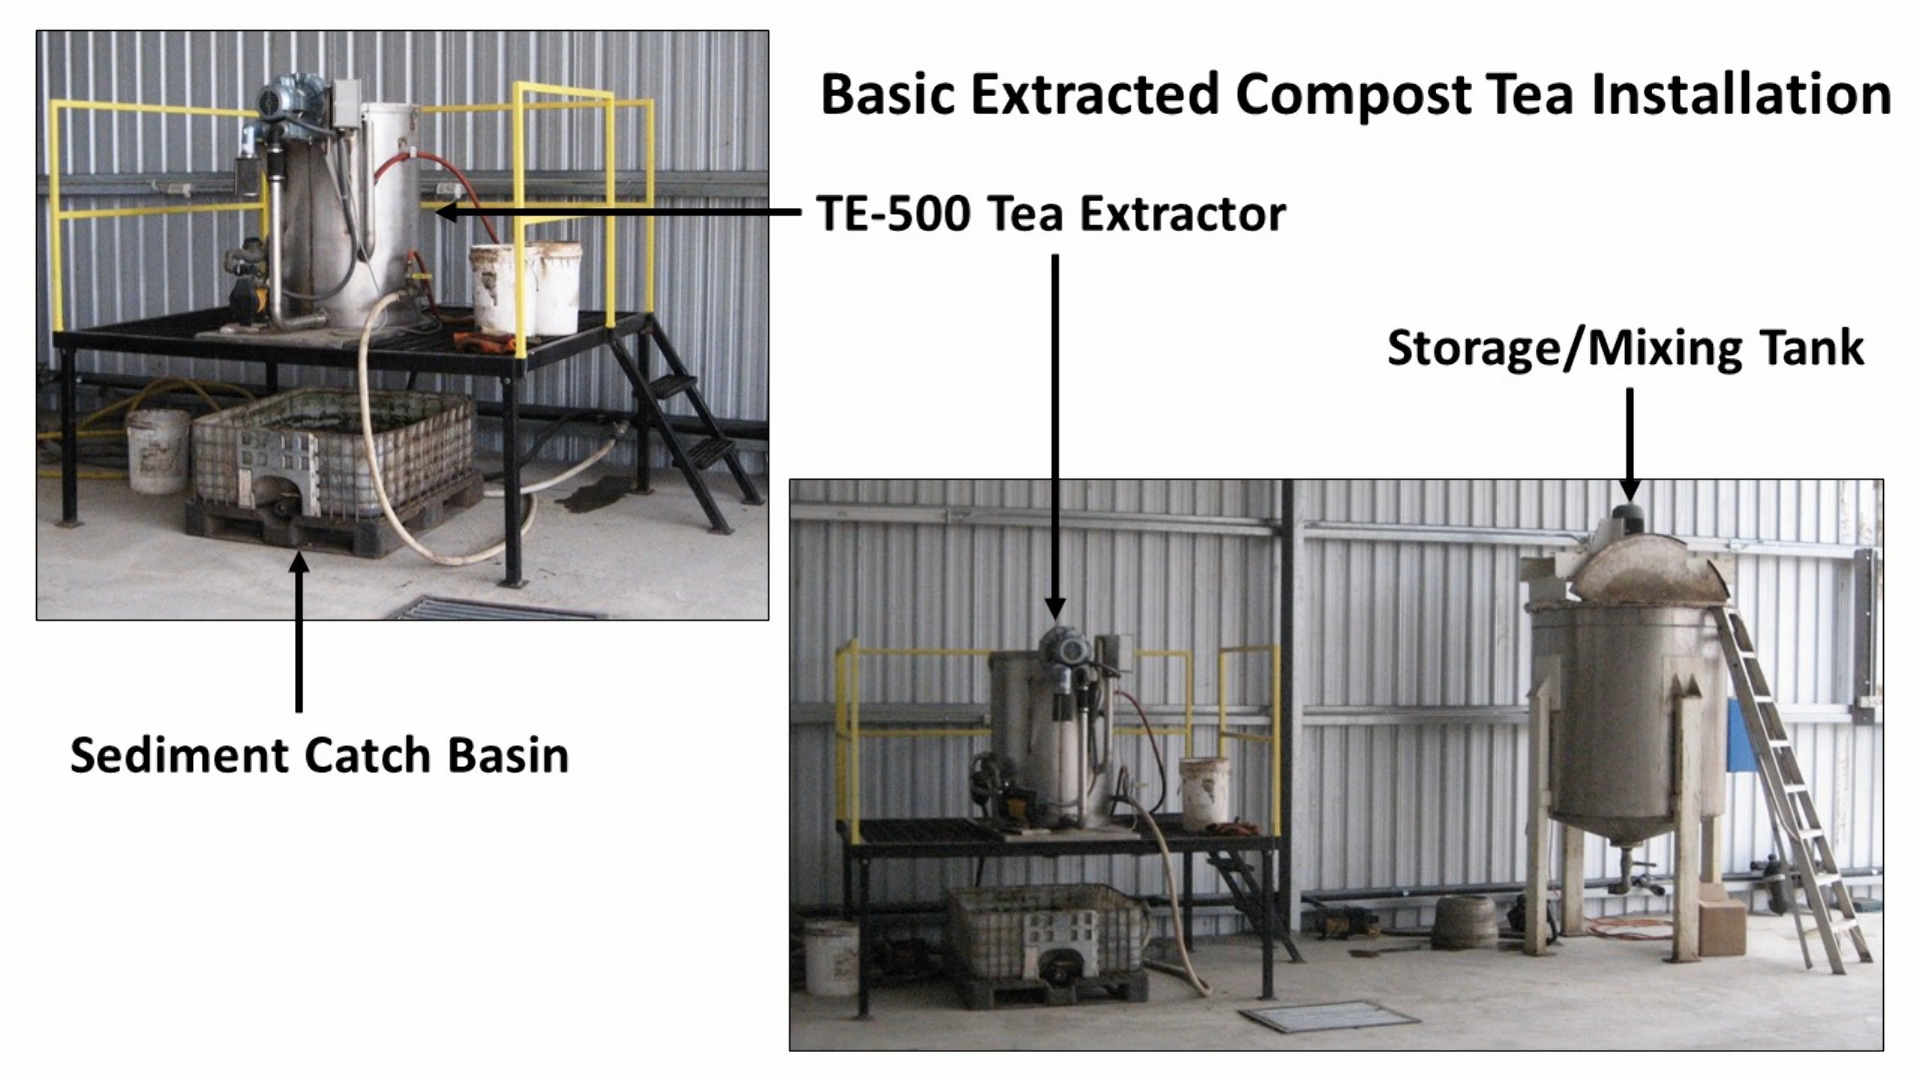 Basic Extracted Compost Tea Installation
TE-500 Tea Extractor
Storage/Mixing Tank
Sediment Catch Basin